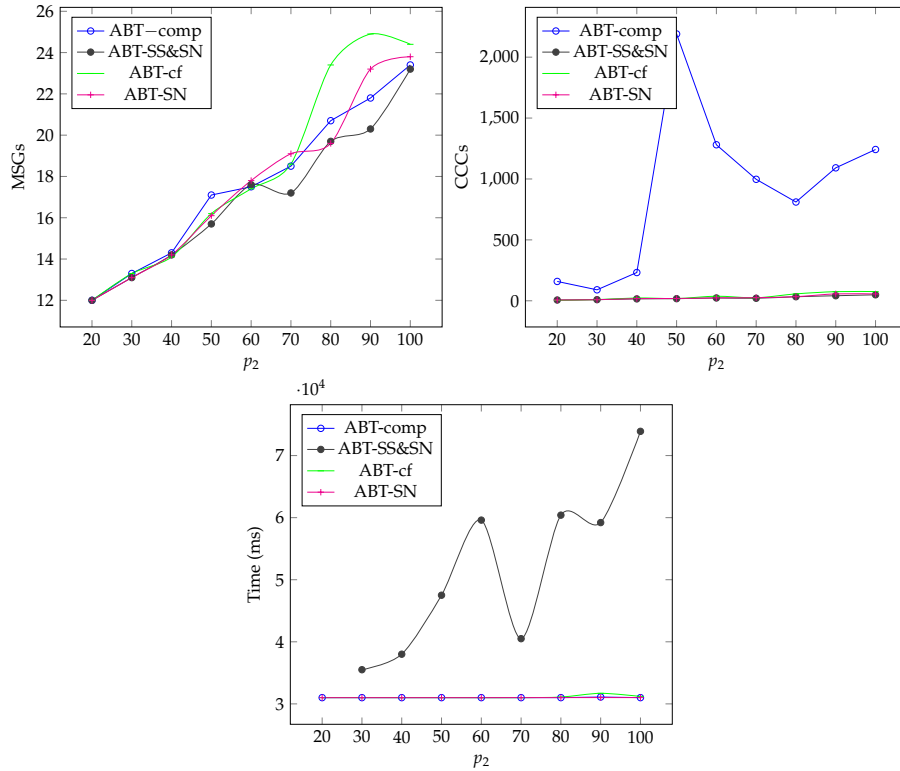 26
24
22
20
18
16
14
12
MSGs
ABT−comp
ABT-SS&SN
ABT-cf
ABT-SN
20 30 40 50 60 70 80 90 100
p2
2,000
1,500
1,000
500
0
CCCs
ABT-comp
ABT-SS&SN
ABT-cf
ABT-SN
20 30 40 50 60 70 80 90 100
p2
·10^4
7
6
5
4
3
Time (ms)
ABT-comp
ABT-SS&SN
ABT-cf
ABT-SN
20 30 40 50 60 70 80 90 100
p2